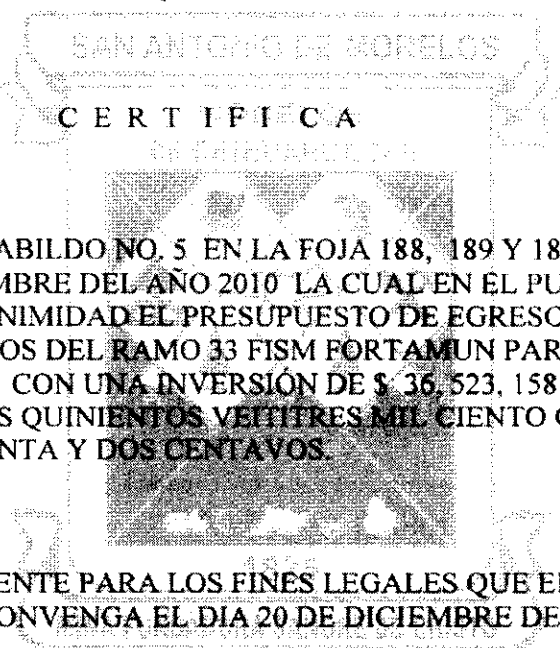 SAN ANTONIO DE MORELOS
C E R T I F I C A
ABILDO NO. 5 EN LA FOJA 188, 189 Y 18
MBRE DEL AÑO 2010 LA CUAL EN EL PU
NIMIDAD EL PRESUPUESTO DE EGRESO
OS DEL RAMO 33 FISM FORTAMUN PAR
CON UNA INVERSIÓN DE $ 36, 523, 158
S QUINIENTOS VEITITRES MIL CIENTO
NTA Y DOS CENTAVOS.
ENTE PARA LOS FINES LEGALES QUE E
ONVENGA EL DIA 20 DE DICIEMBRE DE